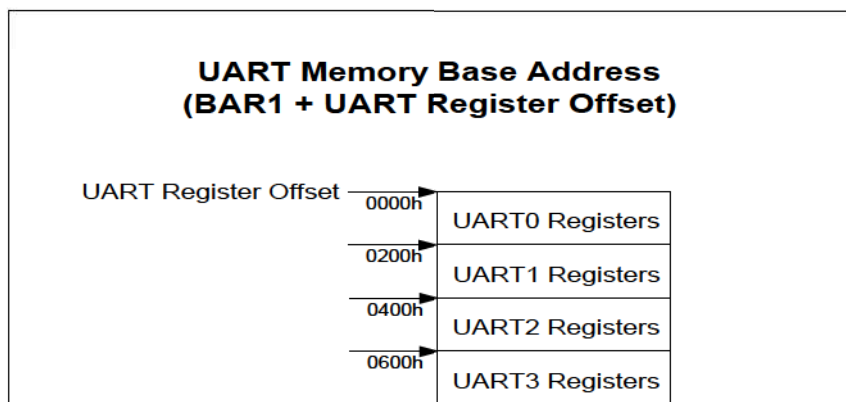 UART Memory Base Address
(BAR1 + UART Register Offset)
UART Register Offset
0000h
UART0 Registers
0200h
UART1 Registers
0400h
UART2 Registers
0600h
UART3 Registers